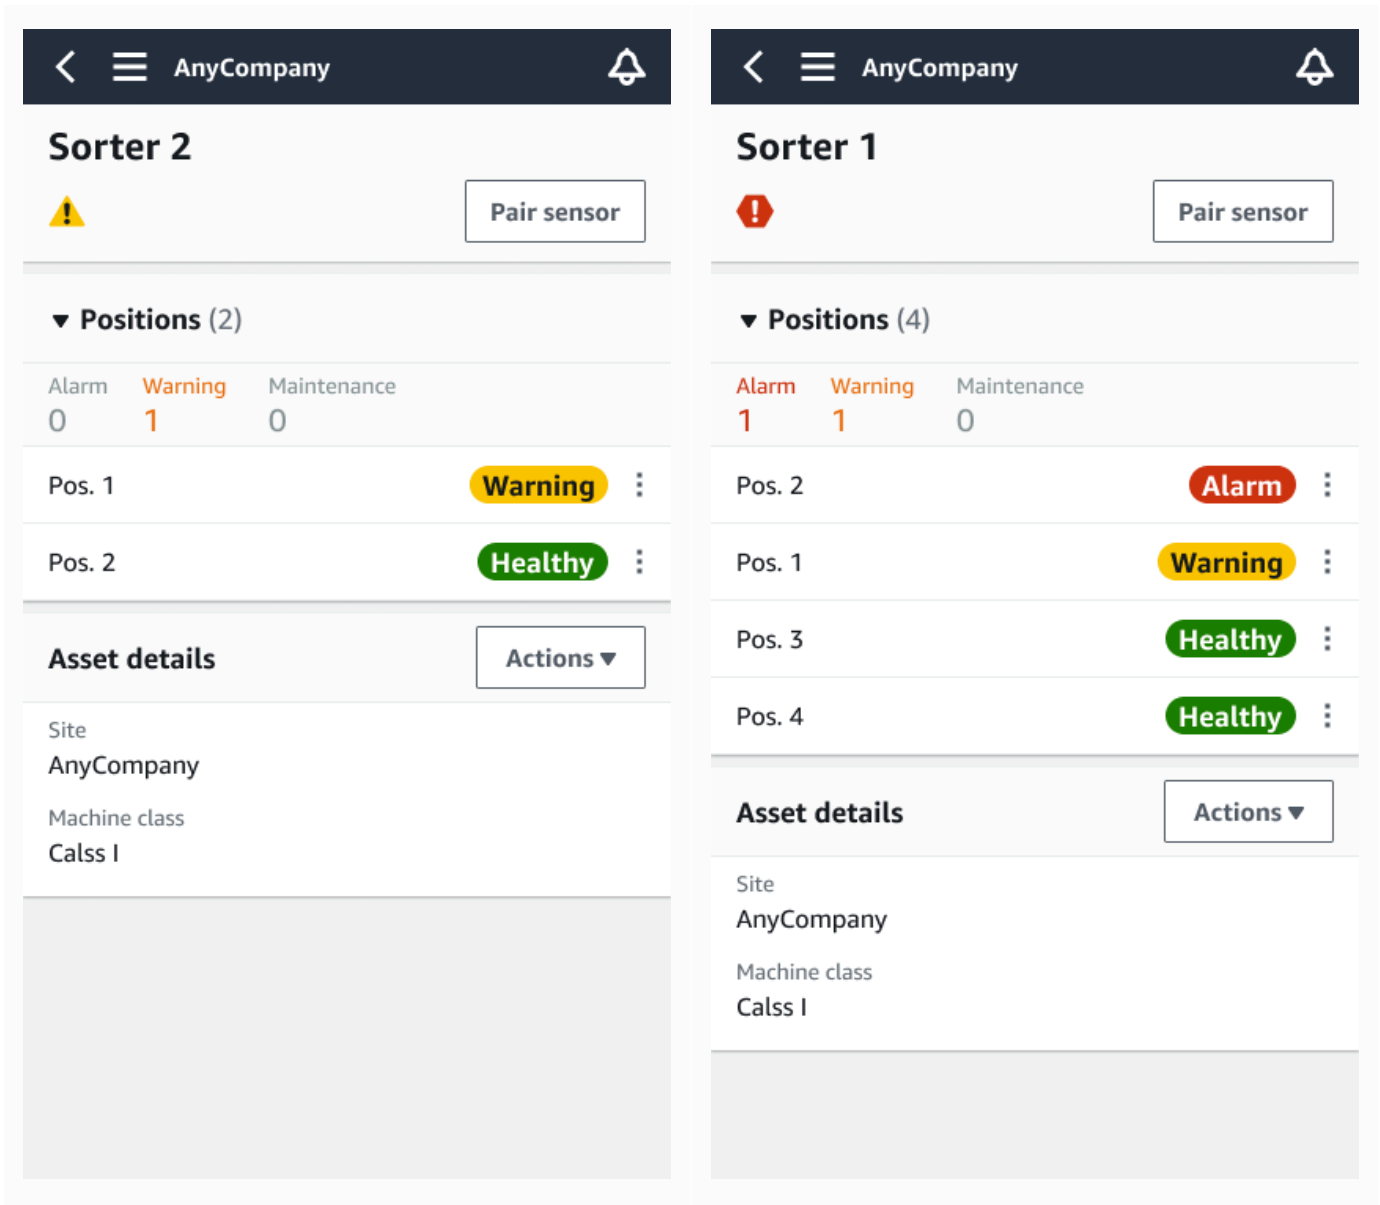 AnyCompany
Sorter 2
Pair sensor
Positions (2)
Alarm Warning Maintenance
0 1 0
Pos. 1 Warning
Pos. 2 Healthy
Asset details Actions
Site
AnyCompany
Machine class
Calss I
AnyCompany
Sorter 1
Pair sensor
Positions (4)
Alarm Warning Maintenance
1 1 0
Pos. 2 Alarm
Pos. 1 Warning
Pos. 3 Healthy
Pos. 4 Healthy
Asset details Actions
Site
AnyCompany
Machine class
Calss I